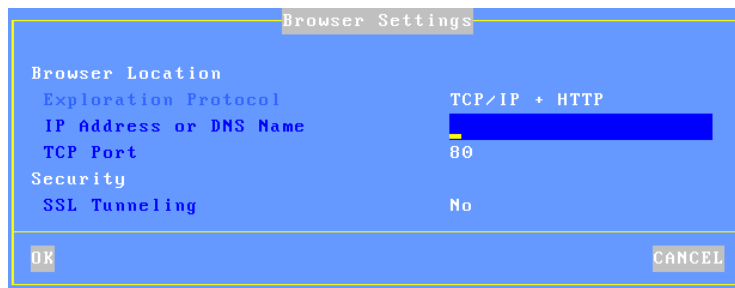 Browser Settings
Browser Location
Exploration Protocol TCP/IP + HTTP
IP Address or DNS Name
TCP Port 80
Security
SSL Tunneling No
OK CANCEL